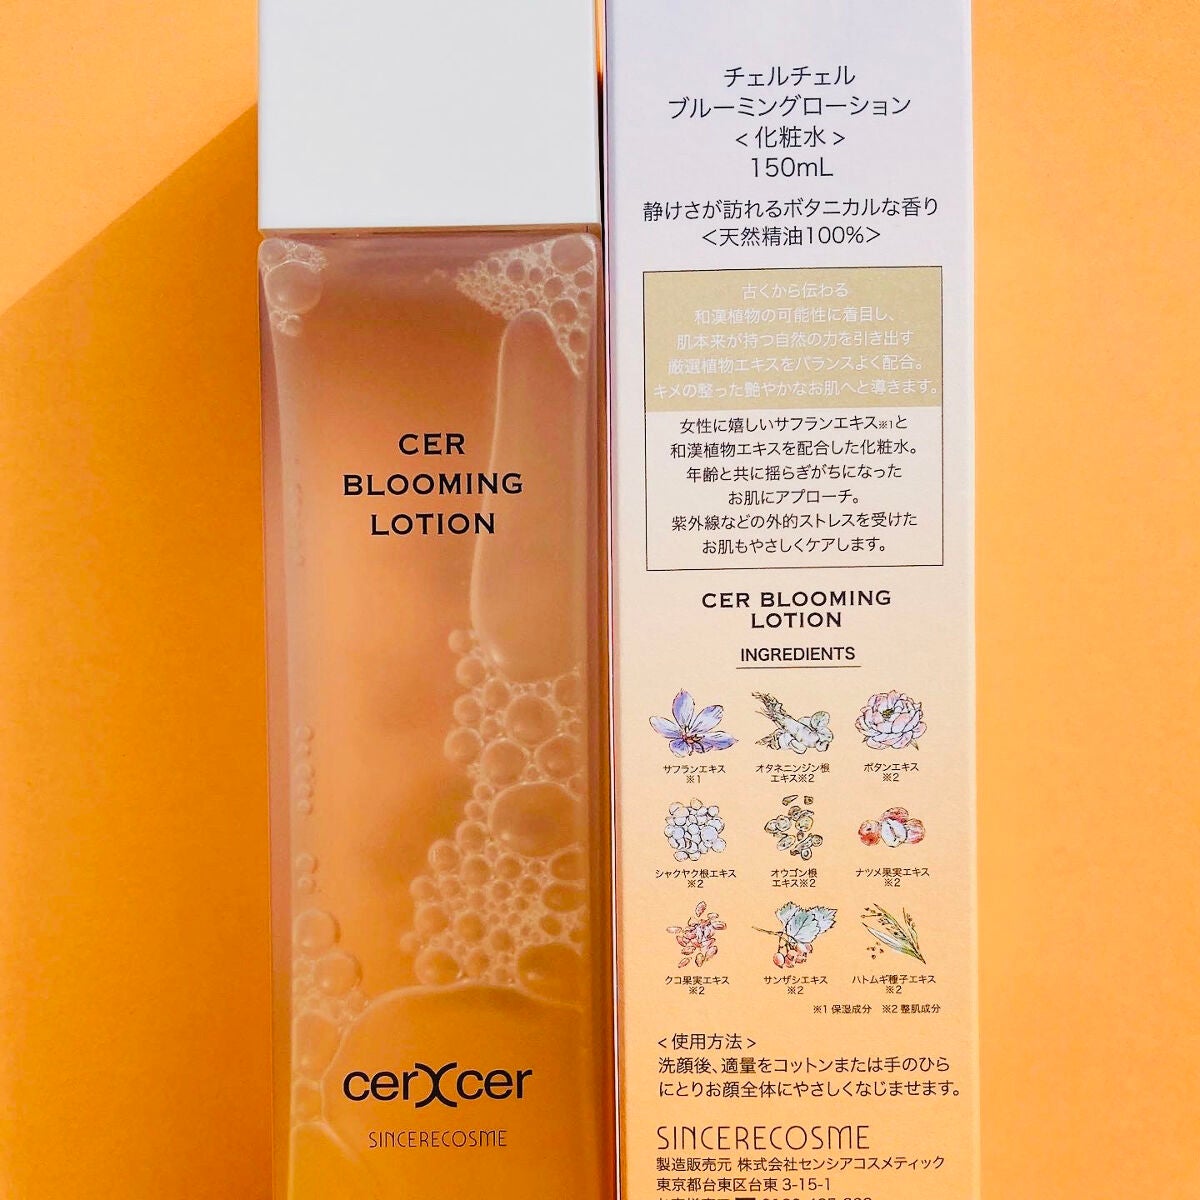 CER
BLOOMING
LOTION
cerXcer
SINCERECOSME
チェルチェル
ブルーミングローション
<化粧水>
150mL
静けさが訪れるボタニカルな香り
<天然精油100%>
古くから伝わる
和漢植物の可能性に着目し、
肌本来が持つ自然の力を引き出す
厳選植物エキスをバランスよく配合。
キメの整った艶やかなお肌へと導きます。
女性に嬉しいサフランエキス※1と
和漢植物エキスを配合した化粧水。
年齢と共に揺らぎがちになった
お肌にアプローチ。
紫外線などの外的ストレスを受けた
お肌もやさしくケアします。
CER BLOOMING
LOTION
INGREDIENTS
サフランエキス
※1
オタネニンジン根
エキス※2
ボタンエキス
※2
シャクヤク根エキス
※2
オウゴン根
エキス※2
ナツメ果実エキス
※2
クコ果実エキス
※2
サンザシエキス
※2
ハトムギ種子エキス
※2
※1 保湿成分 ※2 整肌成分
<使用方法>
洗顔後、適量をコットンまたは手のひら
にとりお顔全体にやさしくなじませます。
SINCERECOSME
製造販売元 株式会社センシアコスメティック
東京都台東区台東 3-15-1